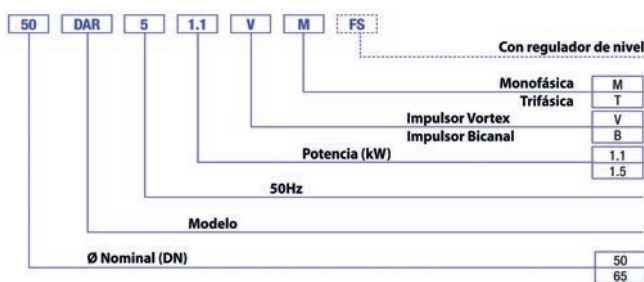 50 DAR 5 1.1 V M FS
Con regulador de nivel
Monofásica M
Trifásica T
Impulsor Vortex V
Impulsor Bicanal B
Potencia (kW) 1.1
1.5
50Hz
Modelo
Ø Nominal (DN) 50
65